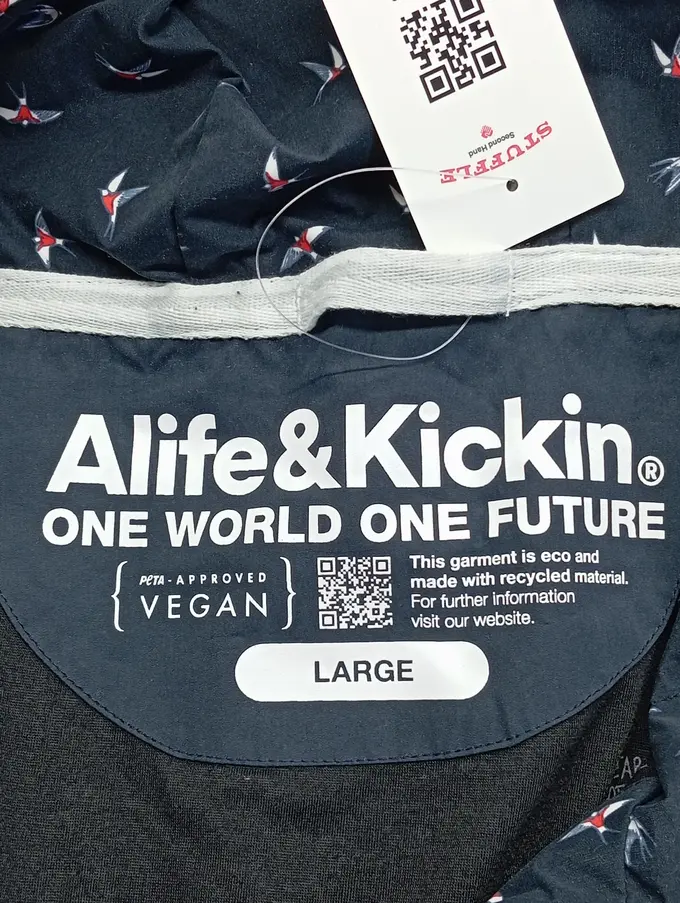 STUFFLE
Second Hand
Alife&Kickin®
ONE WORLD ONE FUTURE
PETA-APPROVED
VEGAN
This garment is eco and
made with recycled material.
For further information
visit our website.
LARGE